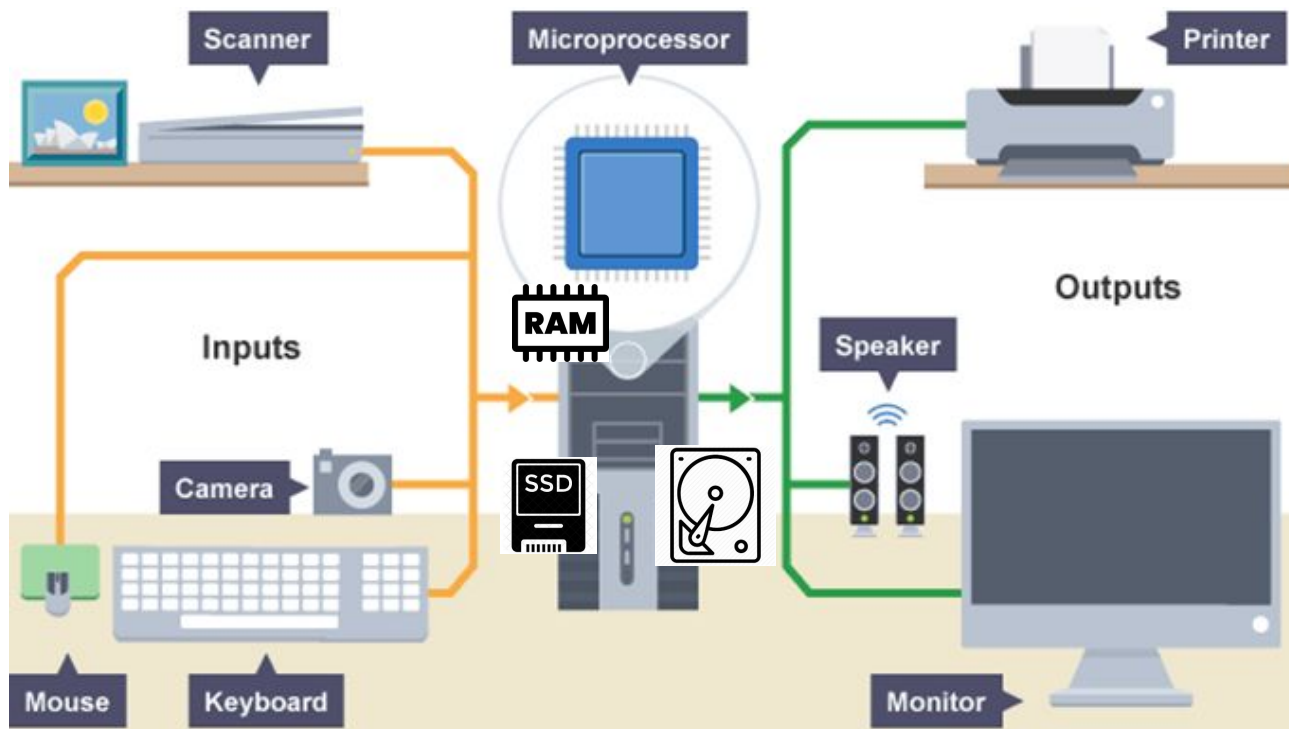 Scanner
Microprocessor
Printer
RAM
Inputs
Outputs
Speaker
Camera
SSD
Mouse
Keyboard
Monitor